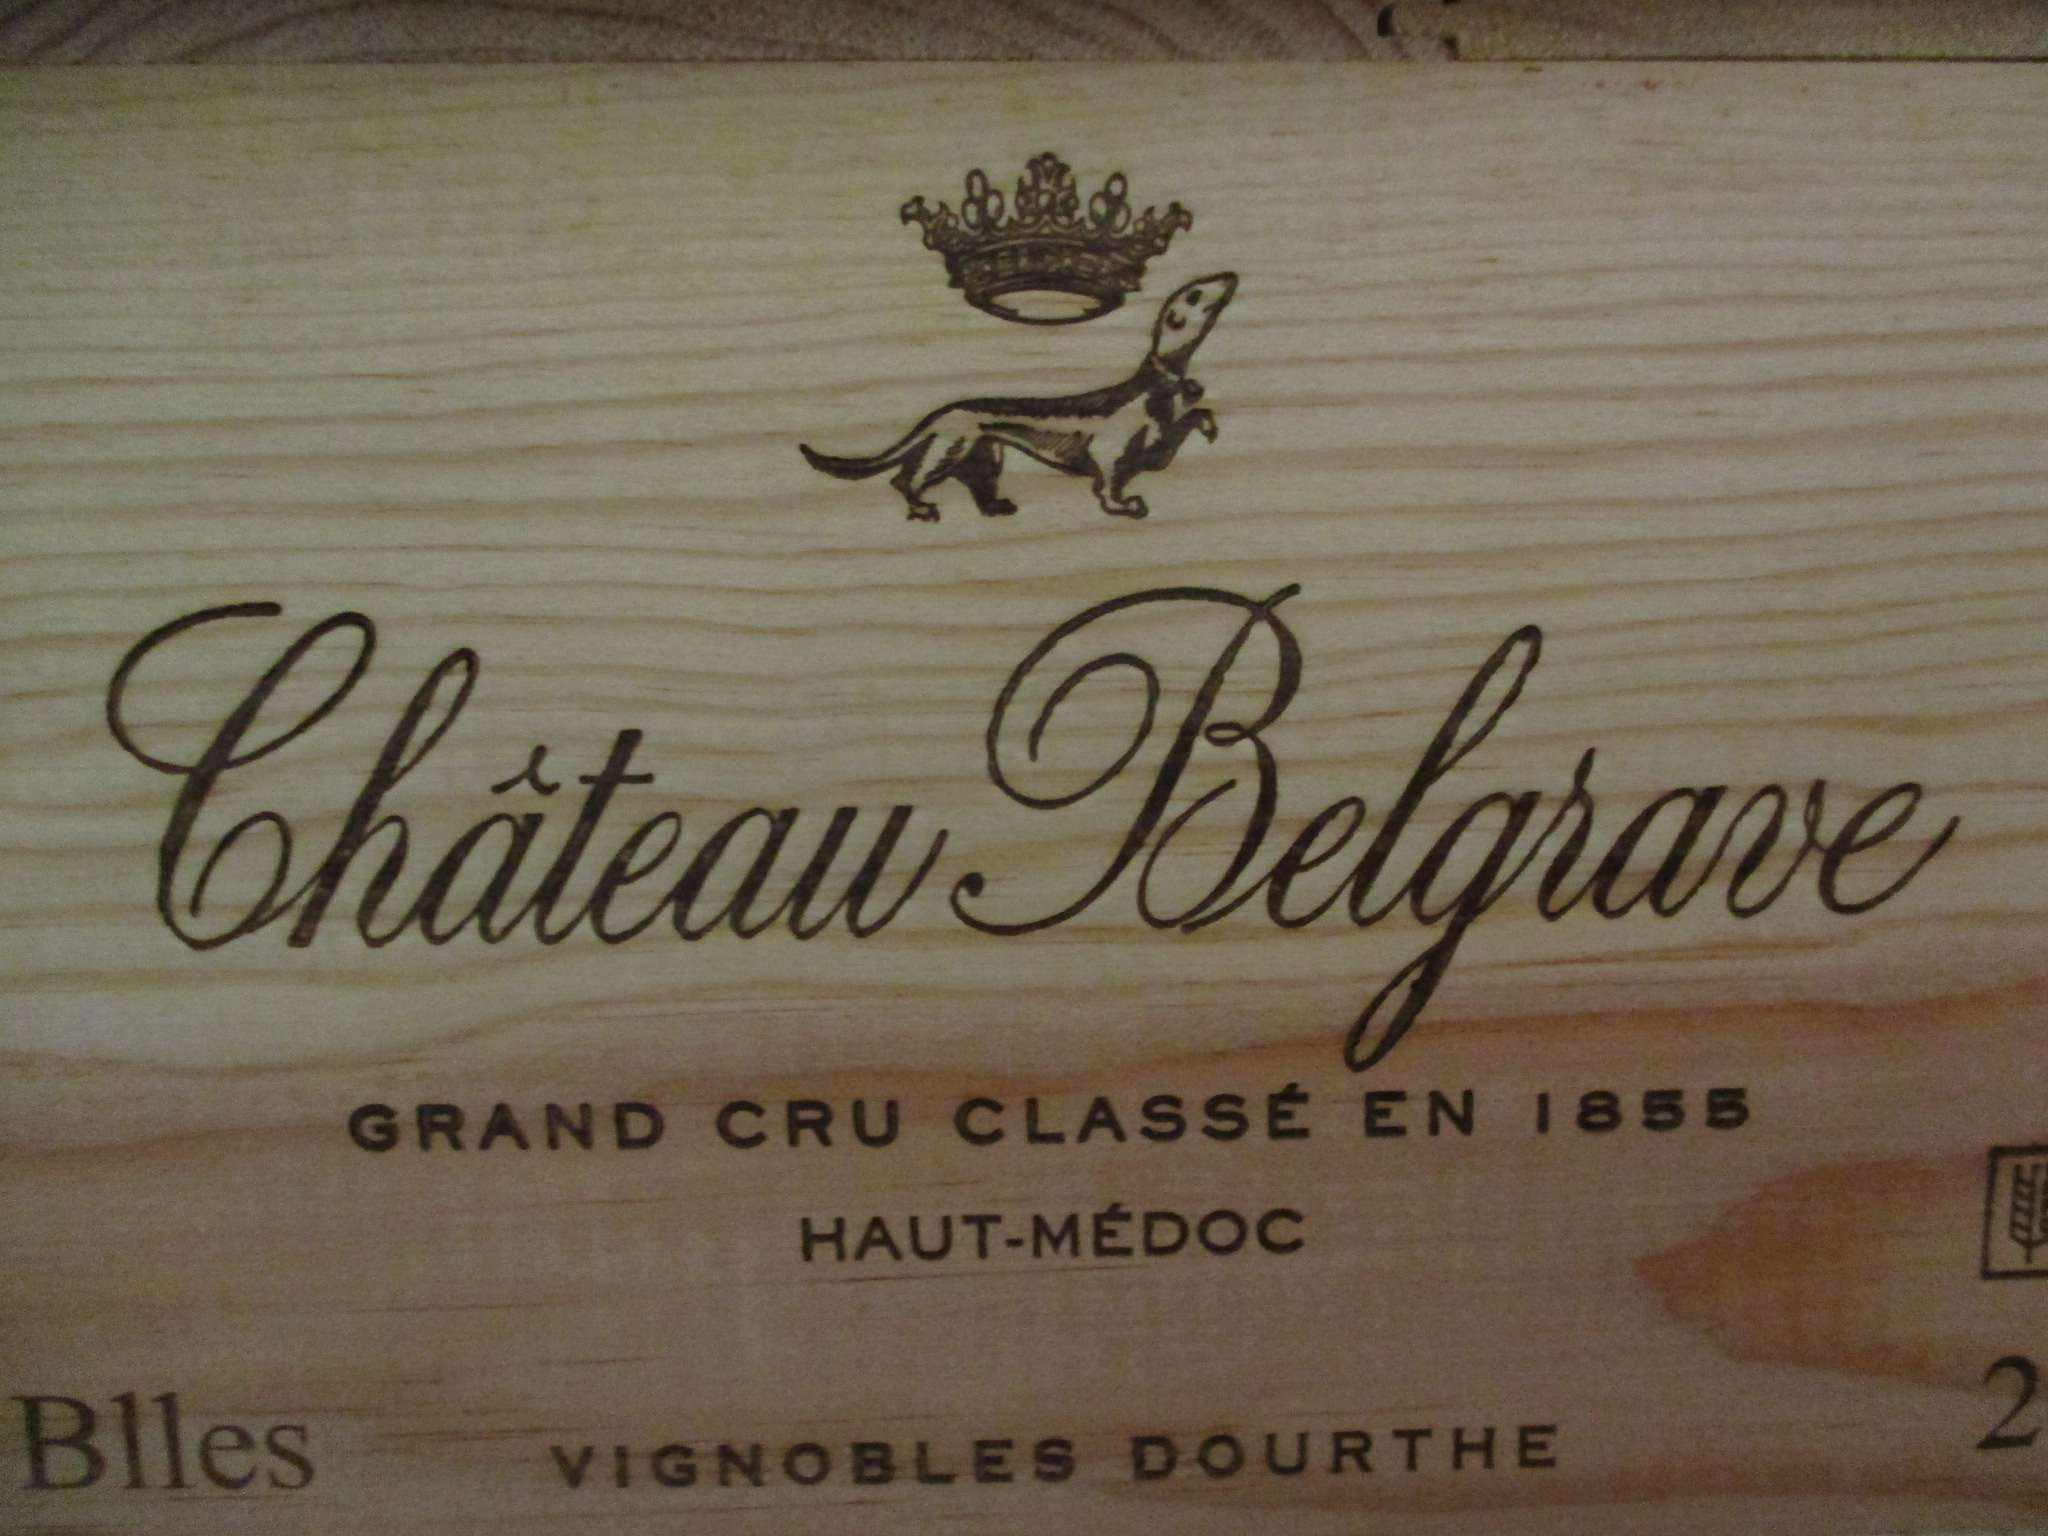 Château Belgrave
GRAND CRU CLASSÉ EN 1855
HAUT-MÉDOC
Blles
VIGNOBLES DOURTHE
2